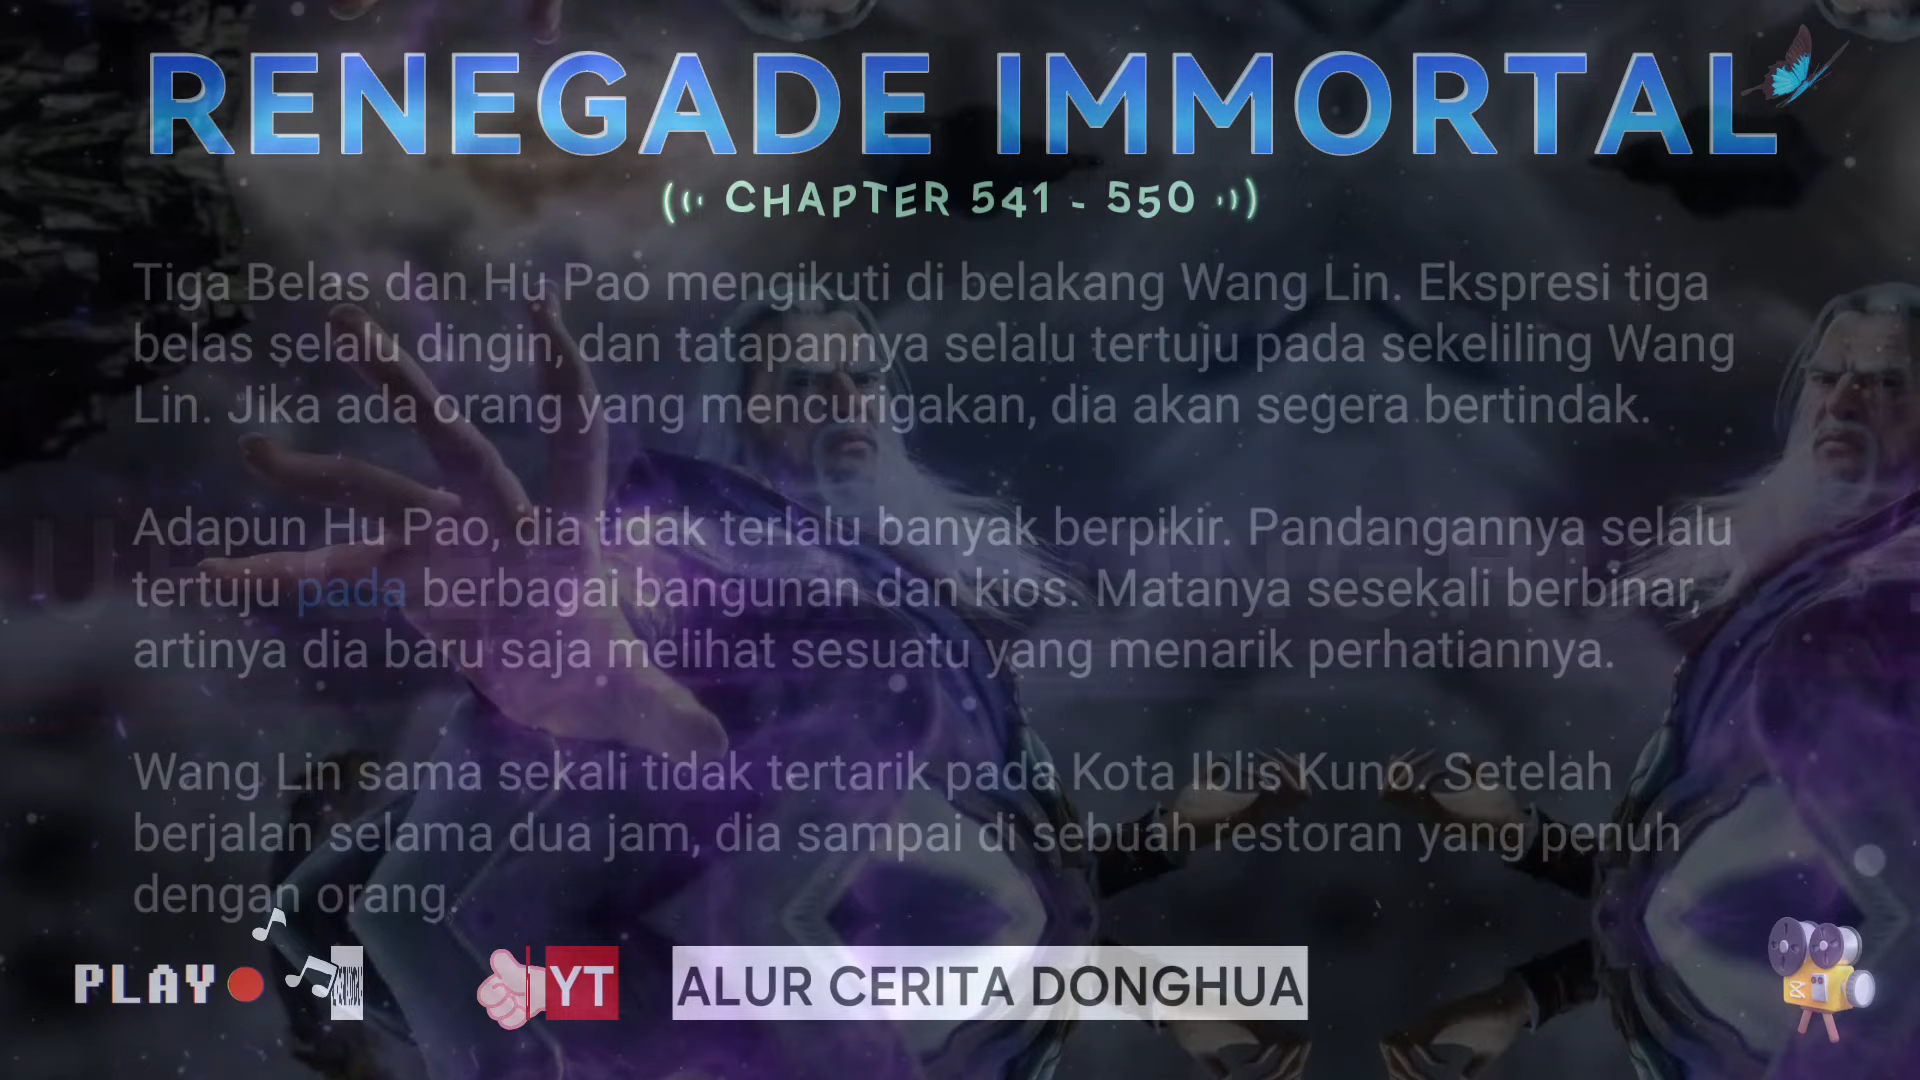 RENEGADE IMMORTAL
CHAPTER 541 - 550
Tiga Belas dan Hu Pao mengikuti di belakang Wang Lin. Ekspresi tiga
belas selalu dingin, dan tatapannya selalu tertuju pada sekeliling Wang
Lin. Jika ada orang yang mencurigakan, dia akan segera bertindak.
Adapun Hu Pao, dia tidak terlalu banyak berpikir. Pandangannya selalu
tertuju pada berbagai bangunan dan kios. Matanya sesekali berbinar,
artinya dia baru saja melihat sesuatu yang menarik perhatiannya.
Wang Lin sama sekali tidak tertarik pada Kota Iblis Kuno. Setelah
berjalan selama dua jam, dia sampai di sebuah restoran yang penuh
dengan orang.
PLAY
YT
ALUR CERITA DONGHUA